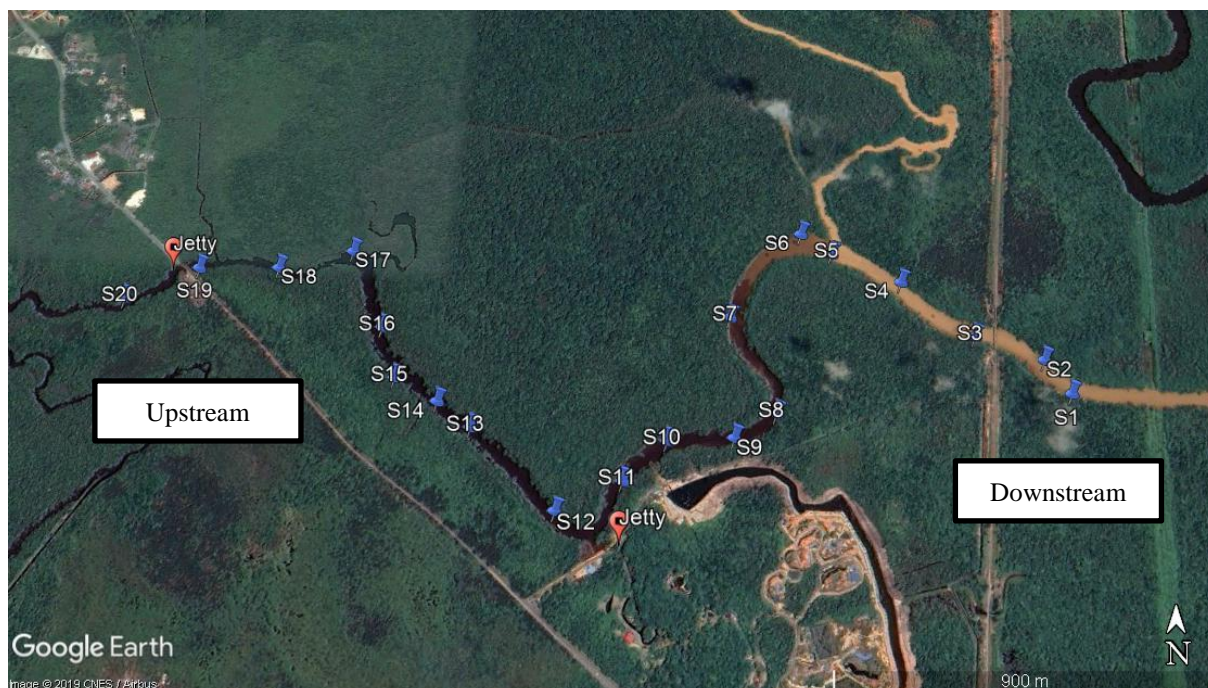 Jetty
S17
S18
S19
S20
S6
S5
S4
S7
S3
S2
S1
S16
S15
S14
S13
S8
S9
S10
S11
S12
Jetty
Upstream
Downstream
Google Earth
N
Image © 2019 CNES / Airbus
900 m